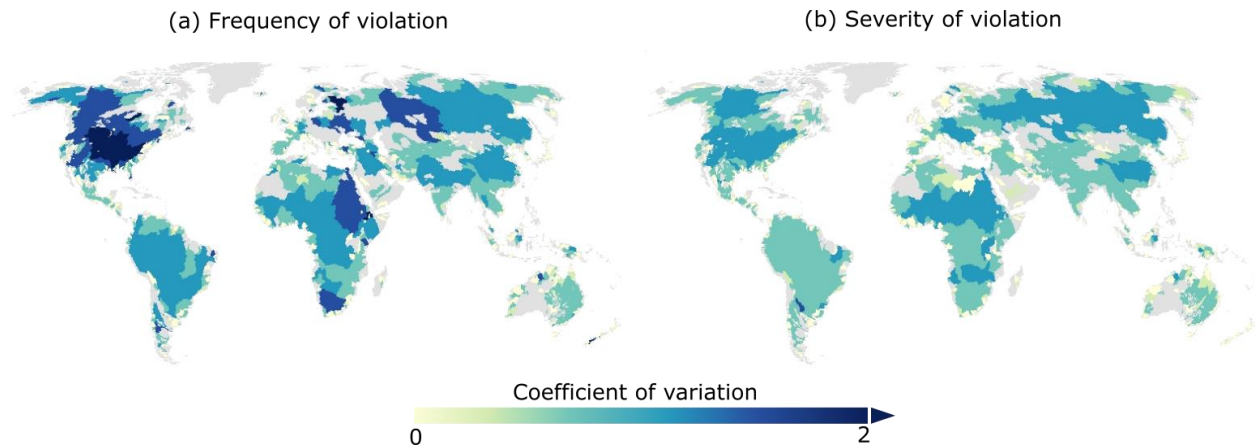 (a) Frequency of violation
(b) Severity of violation
Coefficient of variation
0
2